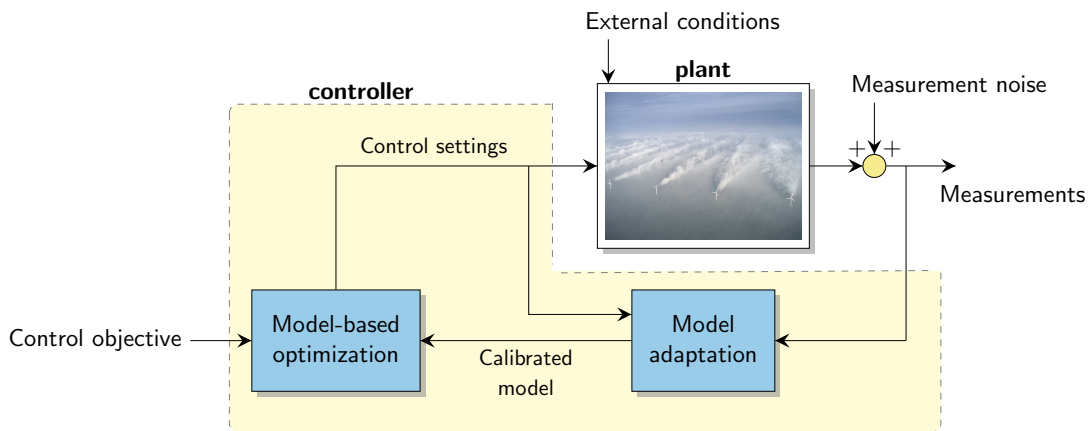 External conditions
plant
controller
Measurement noise
Control settings
+ +
Measurements
Control objective
Model-based
optimization
Model
adaptation
Calibrated
model